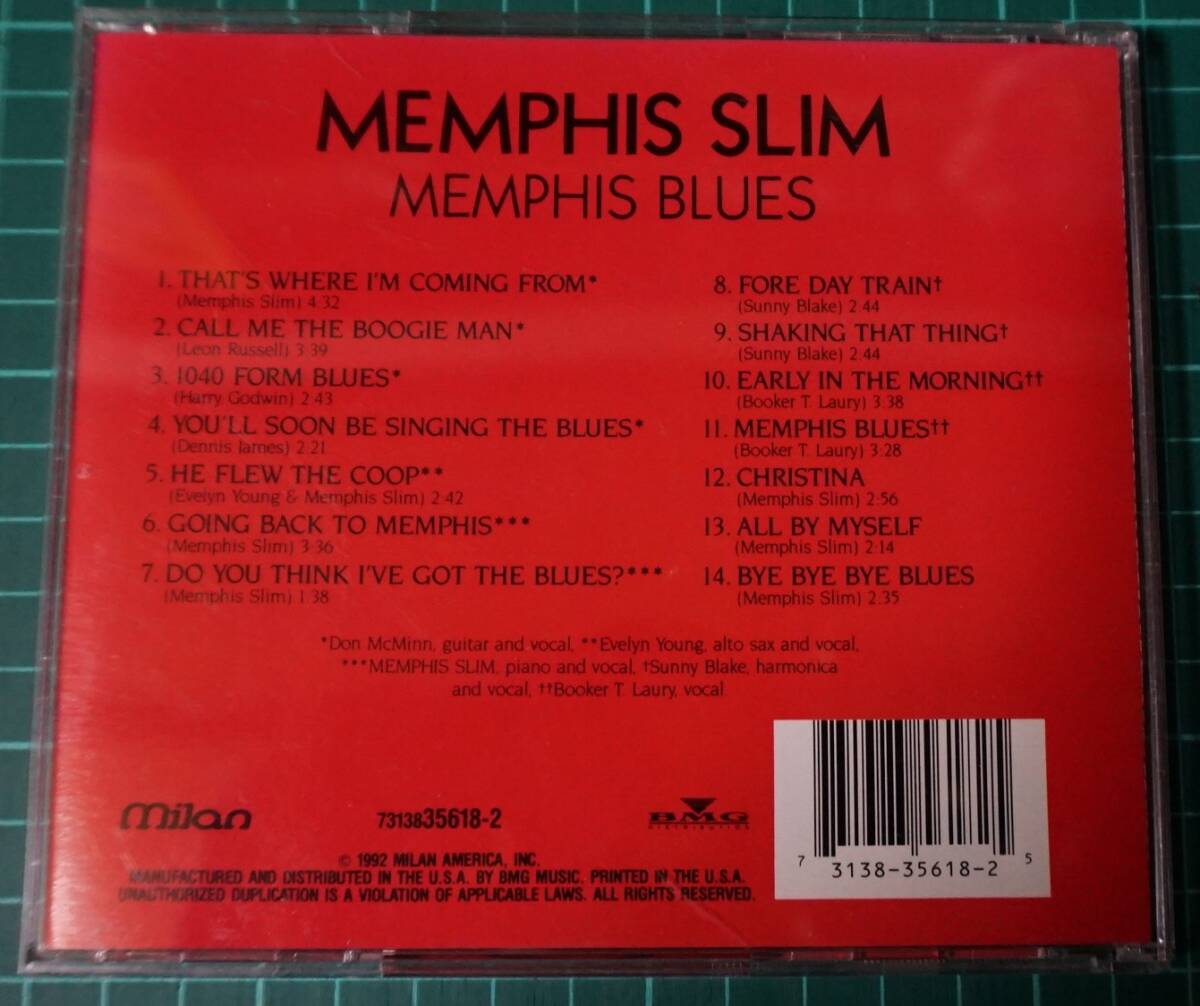 MEMPHIS SLIM
MEMPHIS BLUES
1. THAT'S WHERE I'M COMING FROM*
(Memphis Slim) 4:32
2. CALL ME THE BOOGIE MAN*
(Leon Russell) 3:39
3. 1040 FORM BLUES*
(Harry Godwin) 2:43
4. YOU'LL SOON BE SINGING THE BLUES*
(Dennis James) 2:21
5. HE FLEW THE COOP**
(Evelyn Young & Memphis Slim) 2:42
6. GOING BACK TO MEMPHIS***
(Memphis Slim) 3:36
7. DO YOU THINK I'VE GOT THE BLUES?***
(Memphis Slim) 1:38
8. FORE DAY TRAIN†
(Sunny Blake) 2:44
9. SHAKING THAT THING†
(Sunny Blake) 2:44
10. EARLY IN THE MORNING††
(Booker T. Laury) 3:38
11. MEMPHIS BLUES††
(Booker T. Laury) 3:28
12. CHRISTINA
(Memphis Slim) 2:56
13. ALL BY MYSELF
(Memphis Slim) 2:14
14. BYE BYE BYE BLUES
(Memphis Slim) 2:35
*Don McMinn, guitar and vocal, **Evelyn Young, alto sax and vocal,
***MEMPHIS SLIM, piano and vocal, †Sunny Blake, harmonica
and vocal, ††Booker T. Laury, vocal
Milan
7313835618-2
BMG
DISTRIBUTION
© 1992 MILAN AMERICA, INC.
MANUFACTURED AND DISTRIBUTED IN THE U.S.A. BY BMG MUSIC. PRINTED IN THE U.S.A.
UNAUTHORIZED DUPLICATION IS A VIOLATION OF APPLICABLE LAWS. ALL RIGHTS RESERVED.
7 3138-35618-2 5